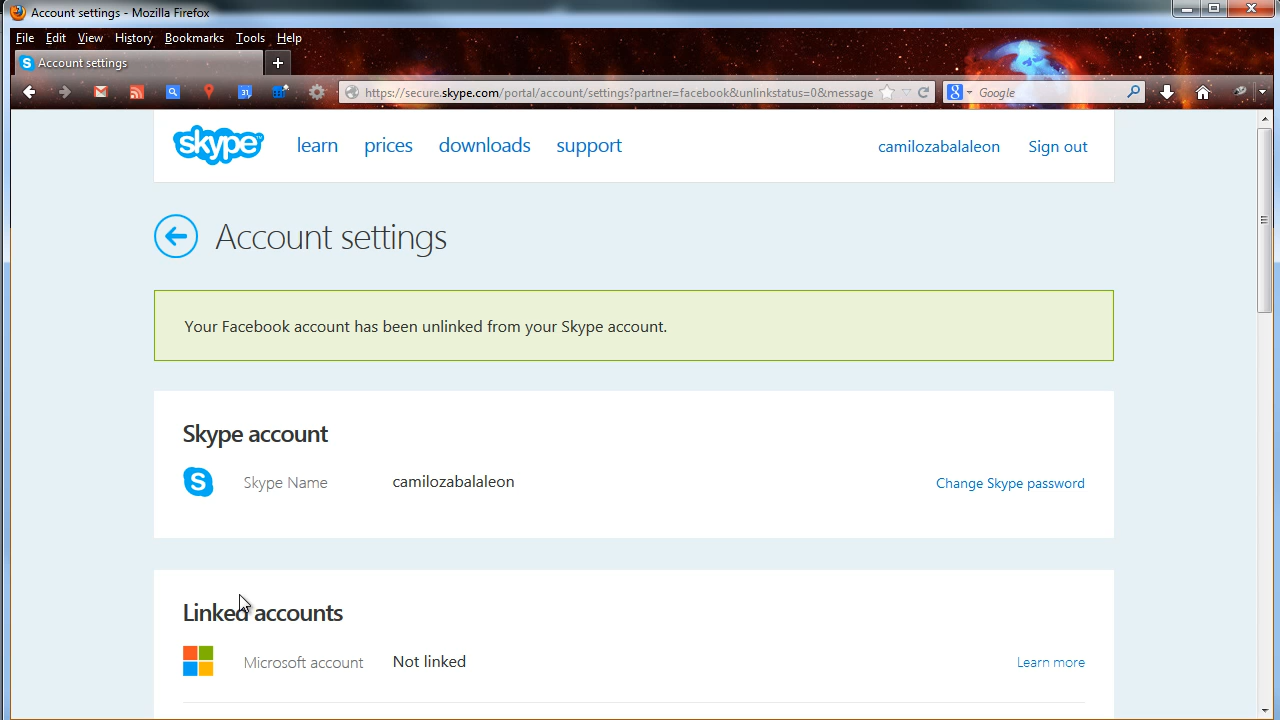 Account settings - Mozilla Firefox
File Edit View History Bookmarks Tools Help
Account settings
https://secure.skype.com/portal/account/settings?partner=facebook&unlinkstatus=0&message
Google
skype learn prices downloads support camilozabalaleon Sign out
Account settings
Your Facebook account has been unlinked from your Skype account.
Skype account
Skype Name camilozabalaleon Change Skype password
Linked accounts
Microsoft account Not linked Learn more